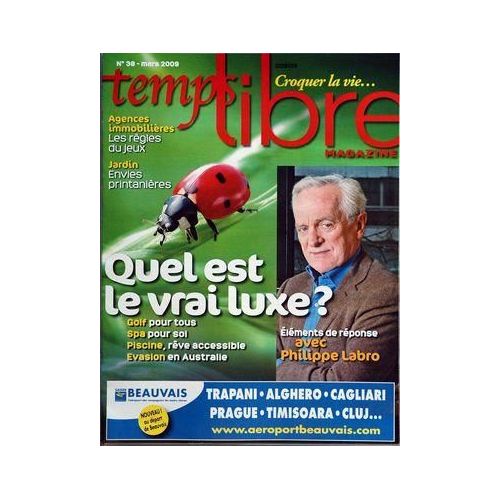 N° 38 - mars 2009
temps libre
Croquer la vie...
MAGAZINE
Agences
immobilières
Les règles
du jeux
Jardin
Envies
printanières
Quel est
le vrai luxe?
Golf pour tous
Spa pour soi
Piscine, rêve accessible
Evasion en Australie
Éléments de réponse
avec
Philippe Labro
BEAUVAIS
NOUVEAU !
au départ
de Beauvais
TRAPANI • ALGHERO • CAGLIARI
PRAGUE • TIMISOARA • CLUJ...
www.aeroportbeauvais.com